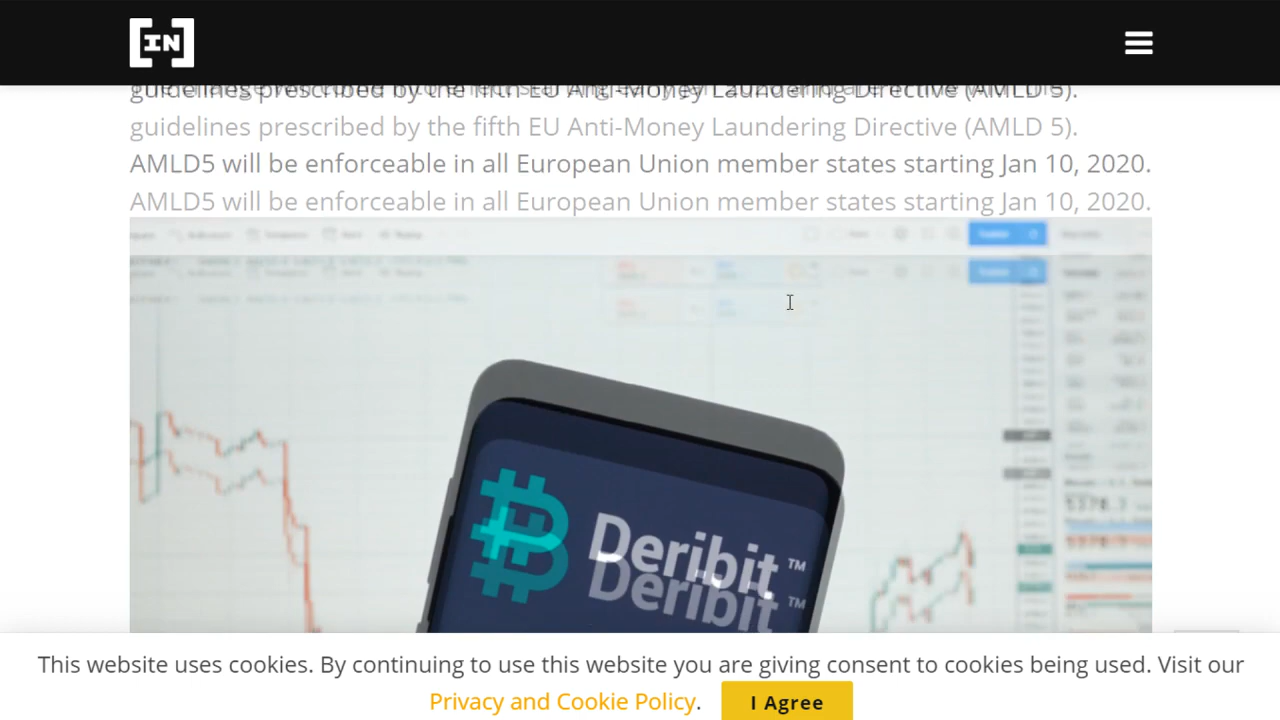 [IN]
guidelines prescribed by the fifth EU Anti-Money Laundering Directive (AMLD 5).
guidelines prescribed by the fifth EU Anti-Money Laundering Directive (AMLD 5).
AMLD5 will be enforceable in all European Union member states starting Jan 10, 2020.
AMLD5 will be enforceable in all European Union member states starting Jan 10, 2020.
Deribit™
Deribit™
This website uses cookies. By continuing to use this website you are giving consent to cookies being used. Visit our
Privacy and Cookie Policy. I Agree